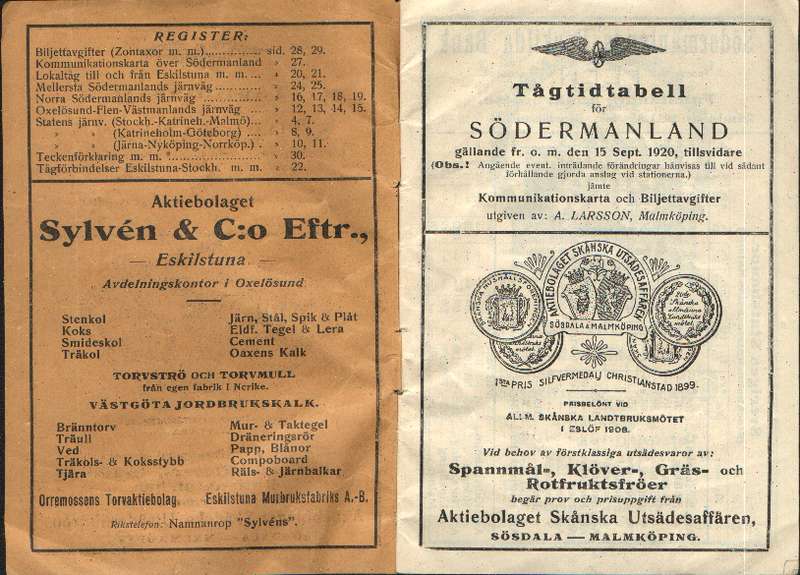 REGISTER:
Biljettavgifter (Zontaxor m. m.) ............... sid. 28, 29.
Kommunikationskarta över Södermanland » 27.
Lokaltåg till och från Eskilstuna m. m. ... » 20, 21.
Mellersta Södermanlands järnväg .... » 24, 25.
Norra Södermanlands järnväg ............... » 16, 17, 18, 19.
Oxelösund-Flen-Västmanlands järnväg ... » 12, 13, 14, 15.
Statens järnv. (Stockh.-Katrineh.-Malmö)... » 4, 7.
» » (Katrineholm-Göteborg) .... » 8, 9.
» » (Järna-Nyköping-Norrköp.) . » 10, 11.
Teckenförklaring m. m. ........................ » 30.
Tågförbindelser Eskilstuna-Stockh. m. m. » 22.
Aktiebolaget
Sylvén & C:o Eftr.,
— Eskilstuna —
Avdelningskontor i Oxelösund
Stenkol Järn, Stål, Spik & Plåt
Koks Eldf. Tegel & Lera
Smideskol Cement
Träkol Oaxens Kalk
TORVSTRÖ OCH TORVMULL
från egen fabrik i Nerike.
VÄSTGÖTA JORDBRUKSKALK.
Bränntorv Mur- & Taktegel
Träull Dräneringsrör
Ved Papp, Blånor
Träkols- & Koksstybb Compoboard
Tjära Räls- & Järnbalkar
Orremossens Torvaktiebolag. Eskilstuna Murbruksfabriks A.-B.
Rikstelefon: Namnanrop "Sylvéns".
Tågtidtabell
för
SÖDERMANLAND
gällande fr. o. m. den 15 Sept. 1920, tillsvidare
(Obs.! Angående event. inträdande förändringar hänvisas till vid sådant
förhållande gjorda anslag vid stationerna.)
jämte
Kommunikationskarta och Biljettavgifter
utgiven av: A. LARSSON, Malmköping.
AKTIEBOLAGET SKÅNSKA UTSÄDESAFFÄREN
SÖSDALA & MALMKÖPING
1STA PRIS SILFVERMEDALJ CHRISTIANSTAD 1899.
PRISBELÖNT VID
ALLM. SKÅNSKA LANDTBRUKSMÖTET
I ESLÖF 1908.
Vid behov av förstklassiga utsädesvaror av:
Spannmål-, Klöver-, Gräs- och
Rotfruktsfröer
begär prov och prisuppgift från
Aktiebolaget Skånska Utsädesaffären,
SÖSDALA — MALMKÖPING.